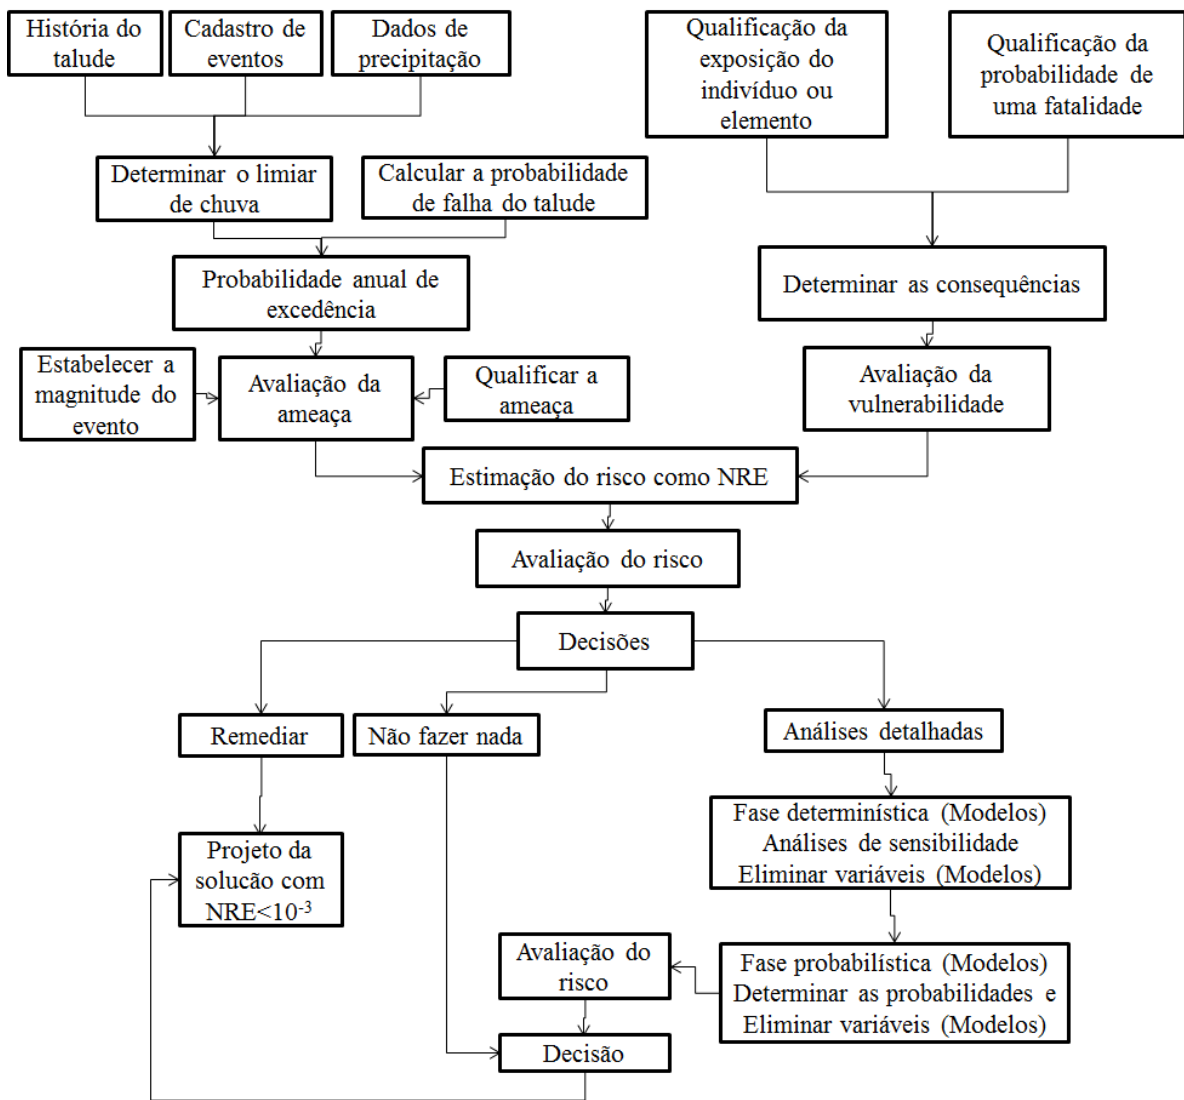 História do
talude
Cadastro de
eventos
Dados de
precipitação
Qualificação da
exposição do
indivíduo ou
elemento
Qualificação da
probabilidade de
uma fatalidade
Determinar o limiar
de chuva
Calcular a probabilidade
de falha do talude
Probabilidade anual de
excedência
Determinar as consequências
Estabelecer a
magnitude do
evento
Avaliação da
ameaça
Qualificar a
ameaça
Avaliação da
vulnerabilidade
Estimação do risco como NRE
Avaliação do risco
Decisões
Remediar
Não fazer nada
Análises detalhadas
Projeto da
solucão com
NRE<10⁻³
Fase determinística (Modelos)
Análises de sensibilidade
Eliminar variáveis (Modelos)
Avaliação do
risco
Fase probabilística (Modelos)
Determinar as probabilidades e
Eliminar variáveis (Modelos)
Decisão